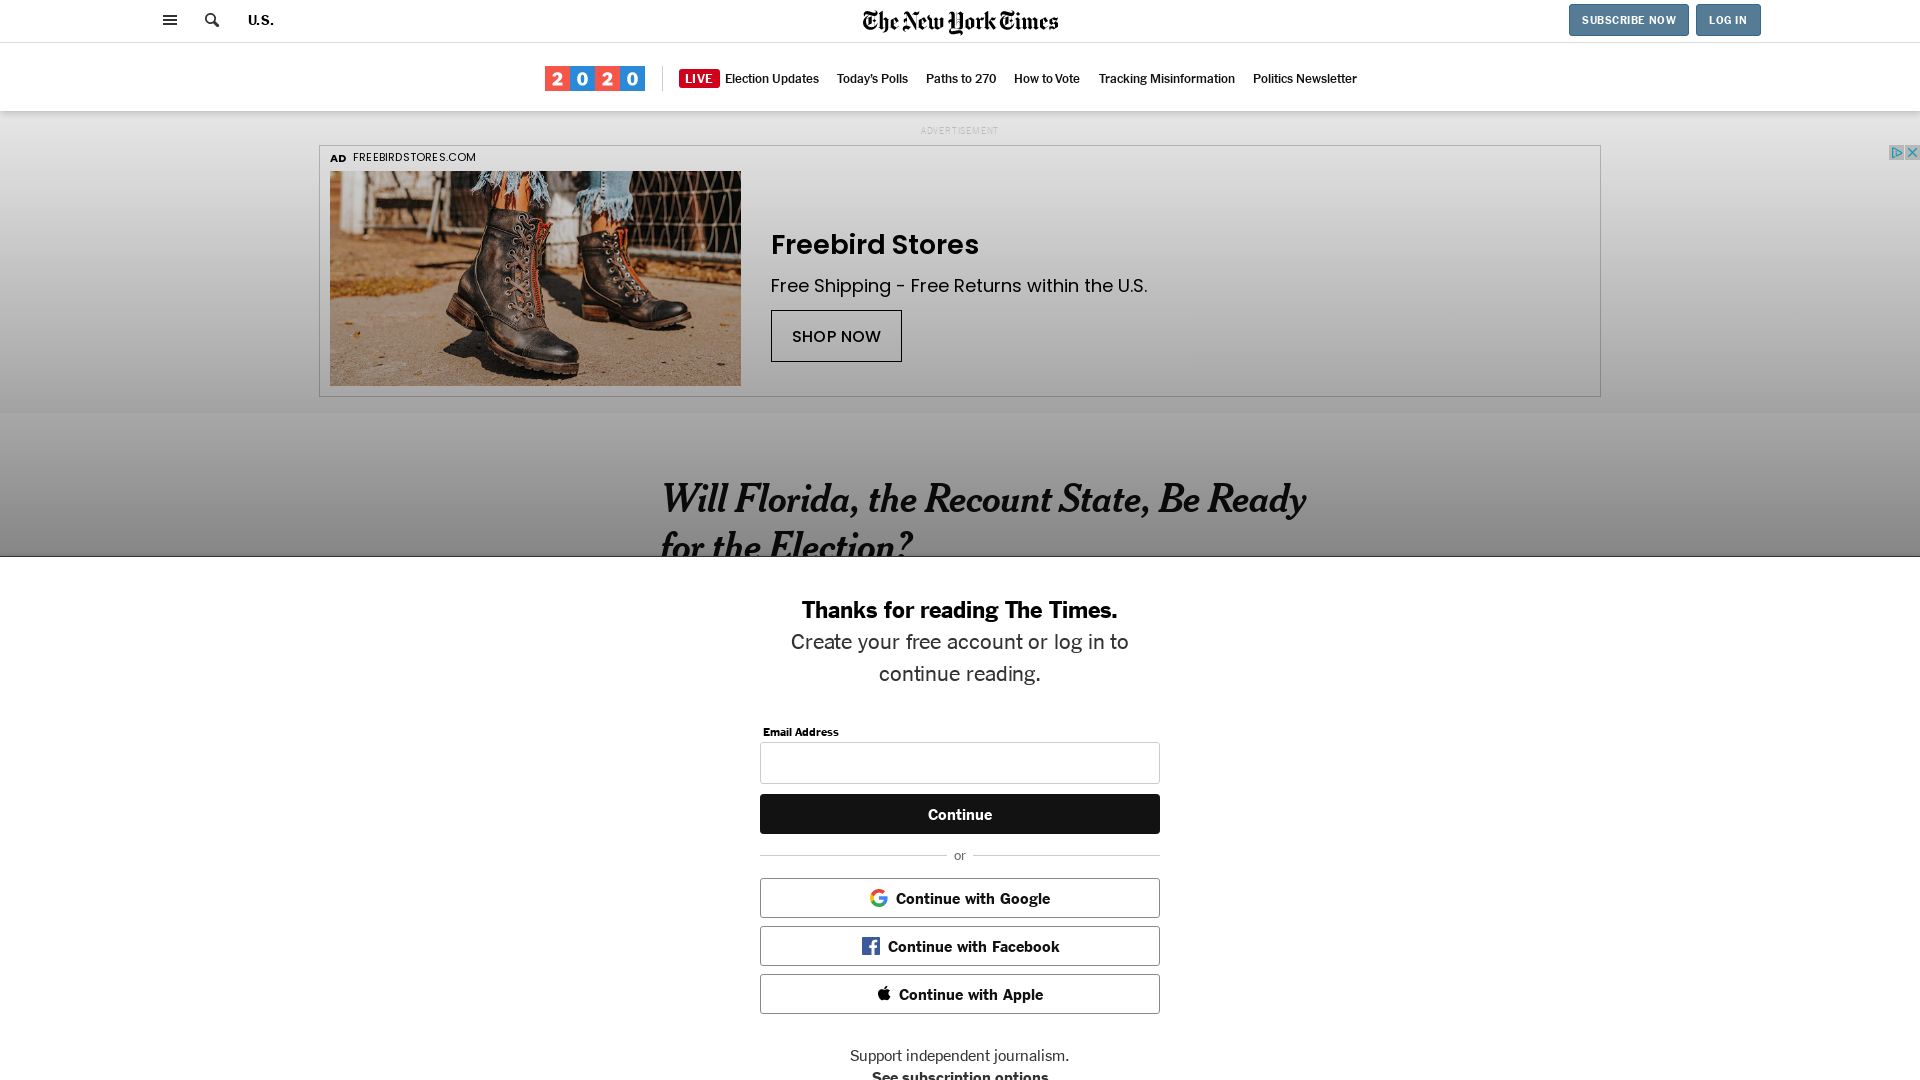 U.S.
The New York Times
SUBSCRIBE NOW
LOG IN
2020
LIVE Election Updates
Today's Polls
Paths to 270
How to Vote
Tracking Misinformation
Politics Newsletter
ADVERTISEMENT
AD FREEBIRDSTORES.COM
Freebird Stores
Free Shipping - Free Returns within the U.S.
SHOP NOW
Will Florida, the Recount State, Be Ready
for the Election?
Thanks for reading The Times.
Create your free account or log in to
continue reading.
Email Address
Continue
or
Continue with Google
Continue with Facebook
Continue with Apple
Support independent journalism.
See subscription options